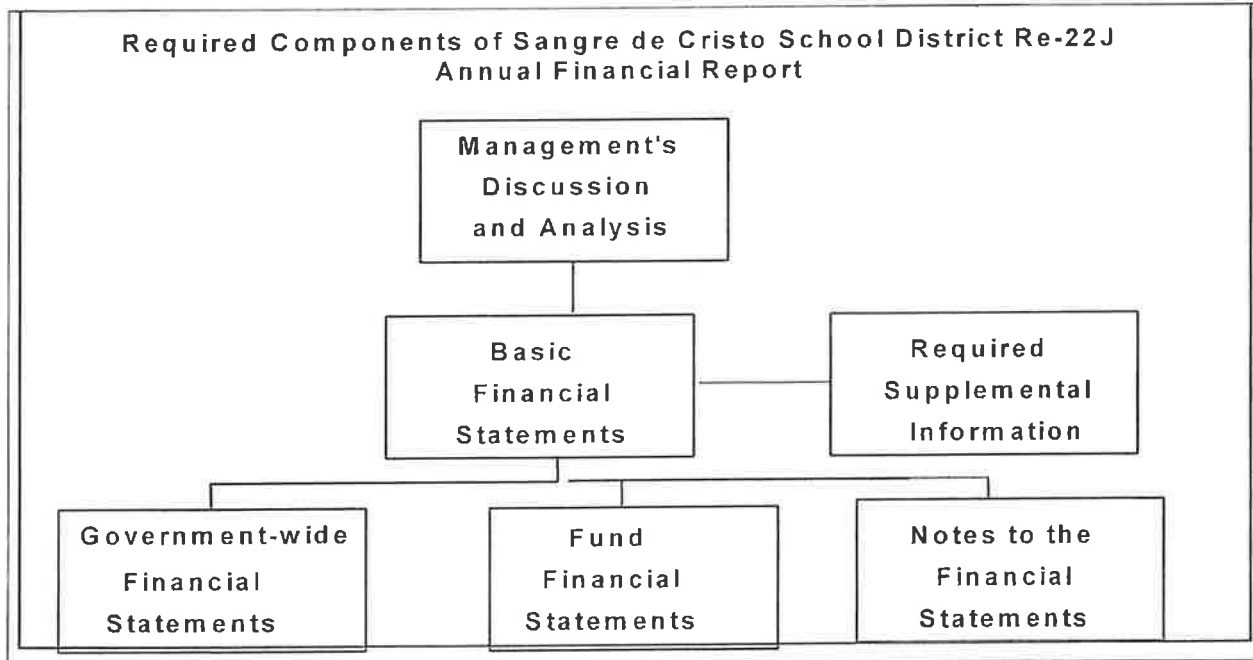 Required Components of Sangre de Cristo School District Re-22J
Annual Financial Report
Management's
Discussion
and Analysis
Basic
Financial
Statements
Required
Supplemental
Information
Government-wide
Financial
Statements
Fund
Financial
Statements
Notes to the
Financial
Statements